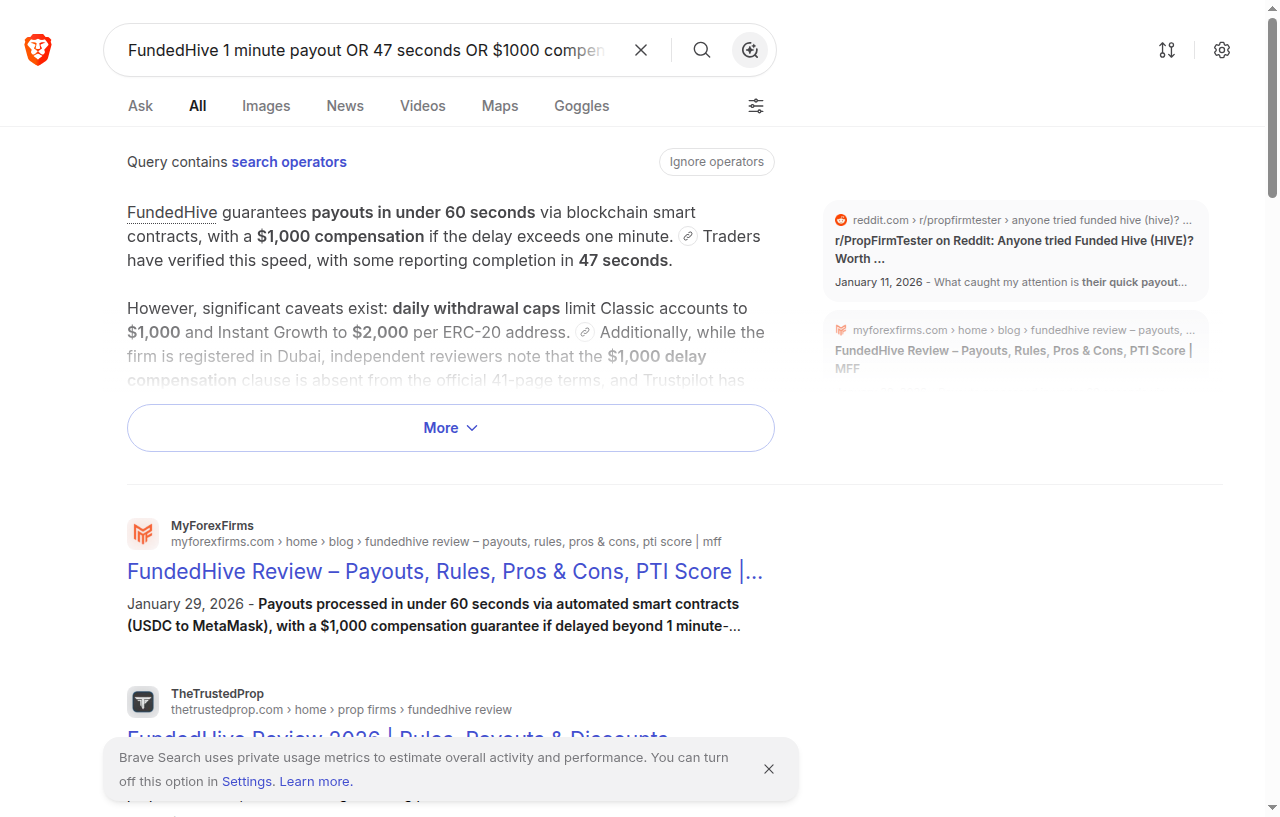 FundedHive 1 minute payout OR 47 seconds OR $1000 compen
Ask All Images News Videos Maps Goggles
Query contains search operators
Ignore operators
FundedHive guarantees payouts in under 60 seconds via blockchain smart
contracts, with a $1,000 compensation if the delay exceeds one minute. Traders
have verified this speed, with some reporting completion in 47 seconds.
However, significant caveats exist: daily withdrawal caps limit Classic accounts to
$1,000 and Instant Growth to $2,000 per ERC-20 address. Additionally, while the
firm is registered in Dubai, independent reviewers note that the $1,000 delay
compensation clause is absent from the official 41-page terms, and Trustpilot has
More
reddit.com › r/propfirmtester › anyone tried funded hive (hive)? ...
r/PropFirmTester on Reddit: Anyone tried Funded Hive (HIVE)?
Worth ...
January 11, 2026 - What caught my attention is their quick payout...
myforexfirms.com › home › blog › fundedhive review – payouts, ...
FundedHive Review – Payouts, Rules, Pros & Cons, PTI Score |
MFF
MyForexFirms
myforexfirms.com › home › blog › fundedhive review – payouts, rules, pros & cons, pti score | mff
FundedHive Review – Payouts, Rules, Pros & Cons, PTI Score |...
January 29, 2026 - Payouts processed in under 60 seconds via automated smart contracts
(USDC to MetaMask), with a $1,000 compensation guarantee if delayed beyond 1 minute-...
TheTrustedProp
thetrustedprop.com › home › prop firms › fundedhive review
FundedHive Review 2026 | Rules, Payouts & Discounts
Brave Search uses private usage metrics to estimate overall activity and performance. You can turn
off this option in Settings. Learn more.